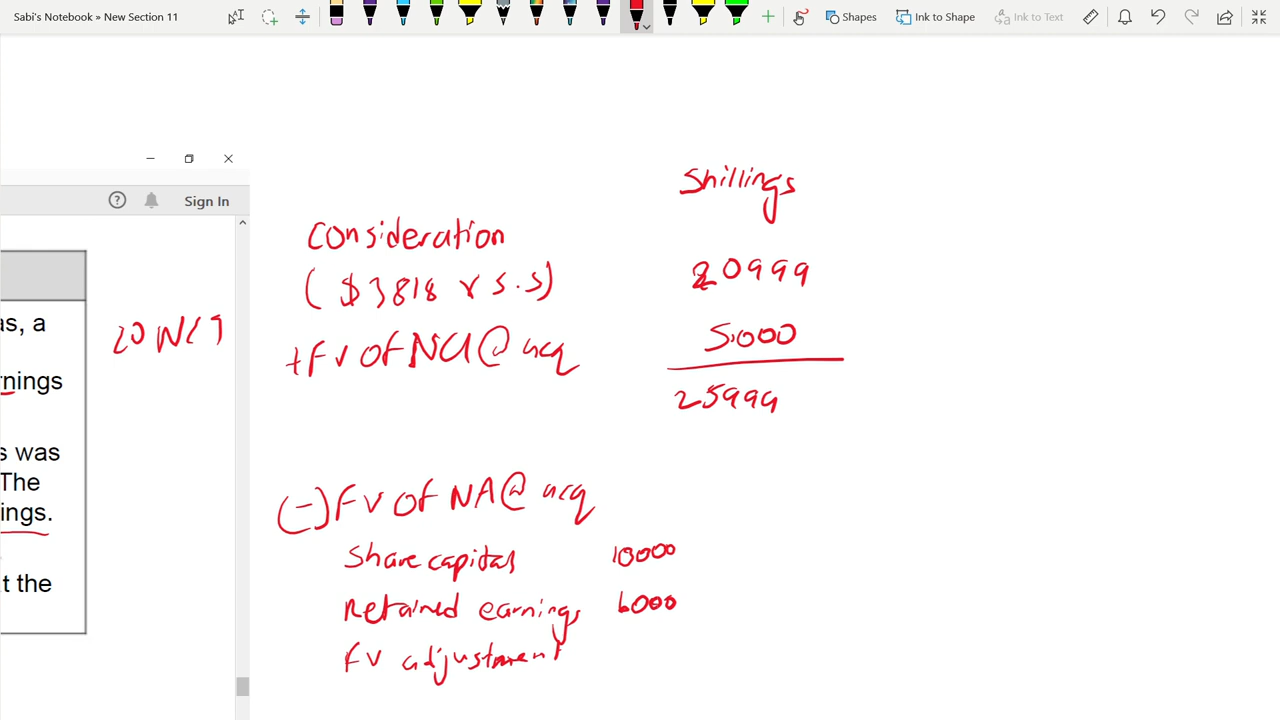 Sabi's Notebook » New Section 11
Shapes
Ink to Shape
Ink to Text
Sign In
as, a
rnings
s was
The
ings.
t the
Shillings
Consideration
($3818 x 5.5)
20999
+FV of NCI @ acq
5000
25999
(-) FV of NA @ acq
Share capital 10000
Retained earnings 6000
FV adjustment